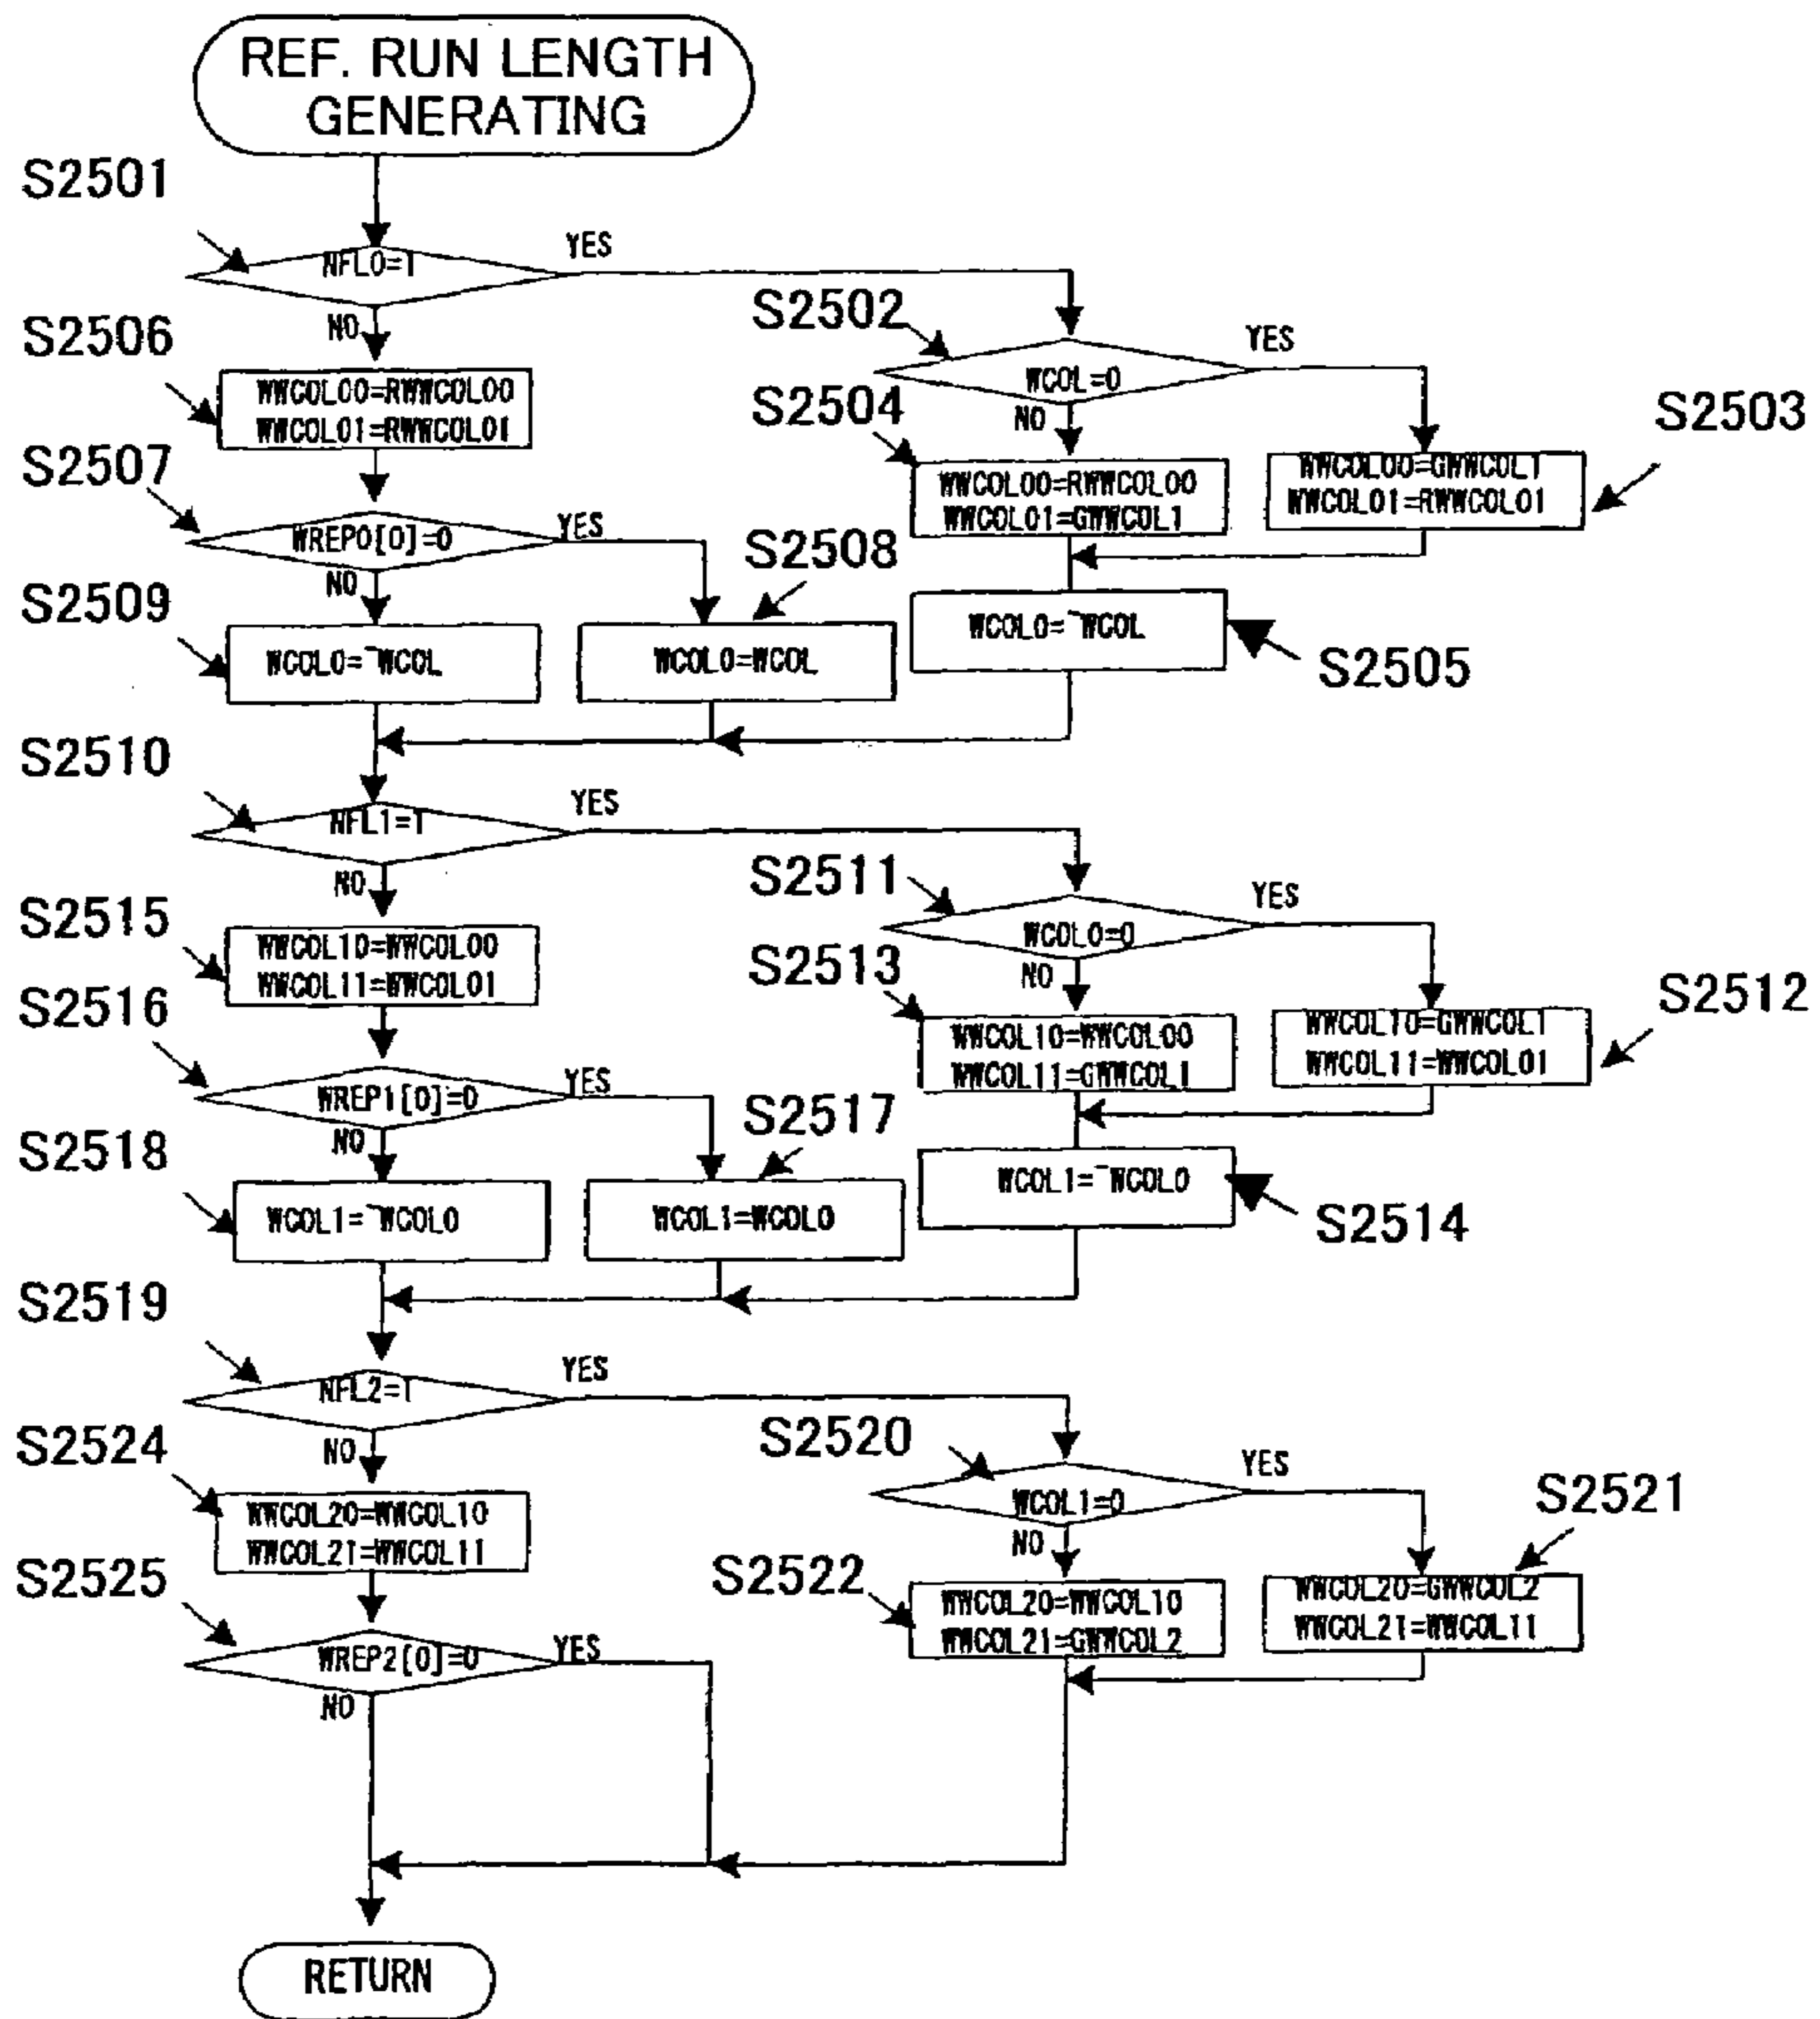 REF. RUN LENGTH
GENERATING
S2501
NFL0=1
YES
NO
S2506
WWCOL00=RWWCOL00
WWCOL01=RWWCOL01
S2502
WCOL=0
YES
NO
S2504
WWCOL00=RWWCOL00
WWCOL01=GWWCOL1
S2503
WWCOL00=GWWCOL1
WWCOL01=RWWCOL01
S2507
WREP0[0]=0
YES
NO
S2508
WCOL0=WCOL
S2509
WCOL0=~WCOL
WCOL0=~WCOL
S2505
S2510
NFL1=1
YES
NO
S2511
WCOL0=0
YES
NO
S2515
WWCOL10=WWCOL00
WWCOL11=WWCOL01
S2513
WWCOL10=WWCOL00
WWCOL11=GWWCOL1
S2512
WWCOL10=GWWCOL1
WWCOL11=WWCOL01
S2516
WREP1[0]=0
YES
NO
S2517
WCOL1=WCOL0
S2518
WCOL1=~WCOL0
WCOL1=~WCOL0
S2514
S2519
NFL2=1
YES
NO
S2520
WCOL1=0
YES
NO
S2524
WWCOL20=WWCOL10
WWCOL21=WWCOL11
S2522
WWCOL20=WWCOL10
WWCOL21=GWWCOL2
S2521
WWCOL20=GWWCOL2
WWCOL21=WWCOL11
S2525
WREP2[0]=0
YES
NO
RETURN